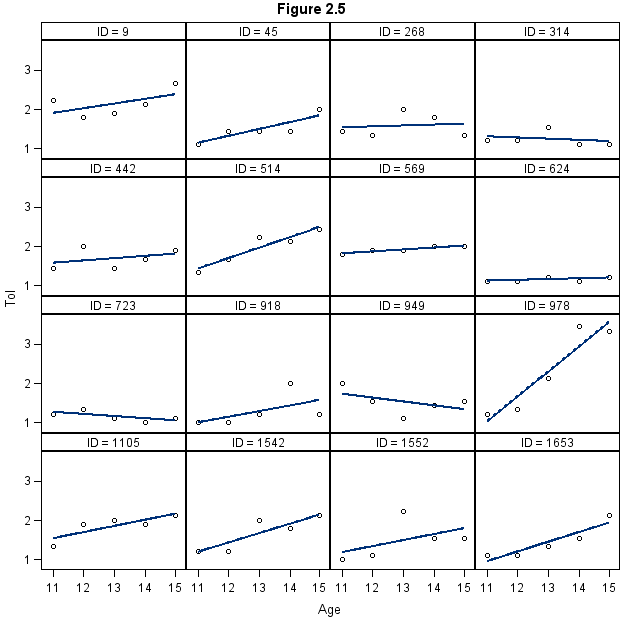 Figure 2.5
ID = 9 ID = 45 ID = 268 ID = 314
3
2
1
ID = 442 ID = 514 ID = 569 ID = 624
3
2
1
ID = 723 ID = 918 ID = 949 ID = 978
3
2
1
ID = 1105 ID = 1542 ID = 1552 ID = 1653
3
2
1
Tol
11 12 13 14 15 11 12 13 14 15 11 12 13 14 15 11 12 13 14 15
Age